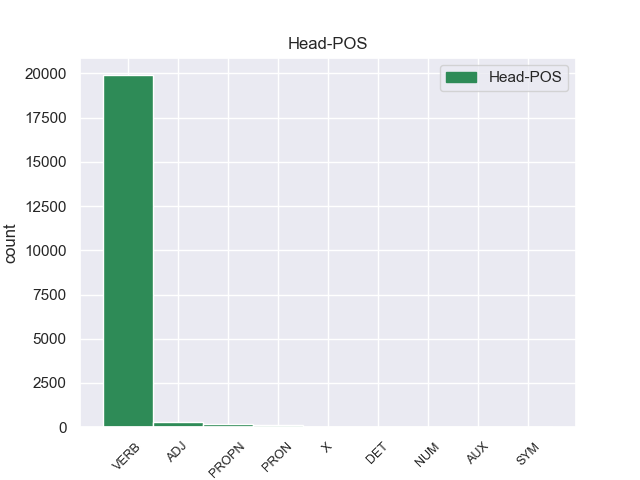 Head-POS
Head-POS
count
20000
17500
15000
12500
10000
7500
5000
2500
0
VERB
ADJ
PROPN
PRON
X
DET
NUM
AUX
SYM